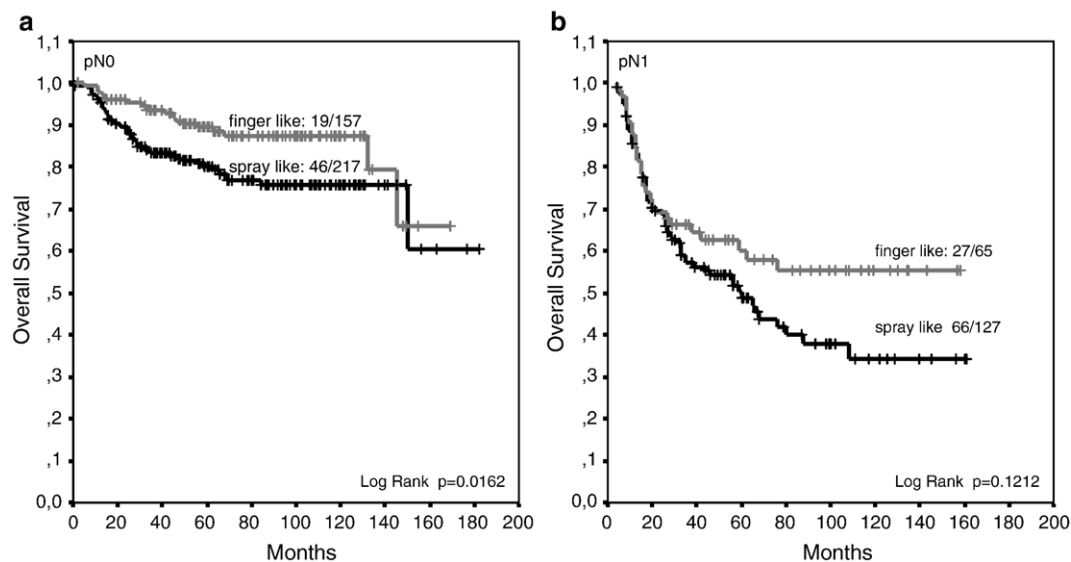 a
1,1
1,0
,9
,8
,7
,6
,5
,4
,3
,2
,1
0,0
Overall Survival
pN0
finger like: 19/157
spray like: 46/217
Log Rank p=0.0162
0 20 40 60 80 100 120 140 160 180 200
Months
b
1,1
1,0
,9
,8
,7
,6
,5
,4
,3
,2
,1
0,0
Overall Survival
pN1
finger like: 27/65
spray like 66/127
Log Rank p=0.1212
0 20 40 60 80 100 120 140 160 180 200
Months